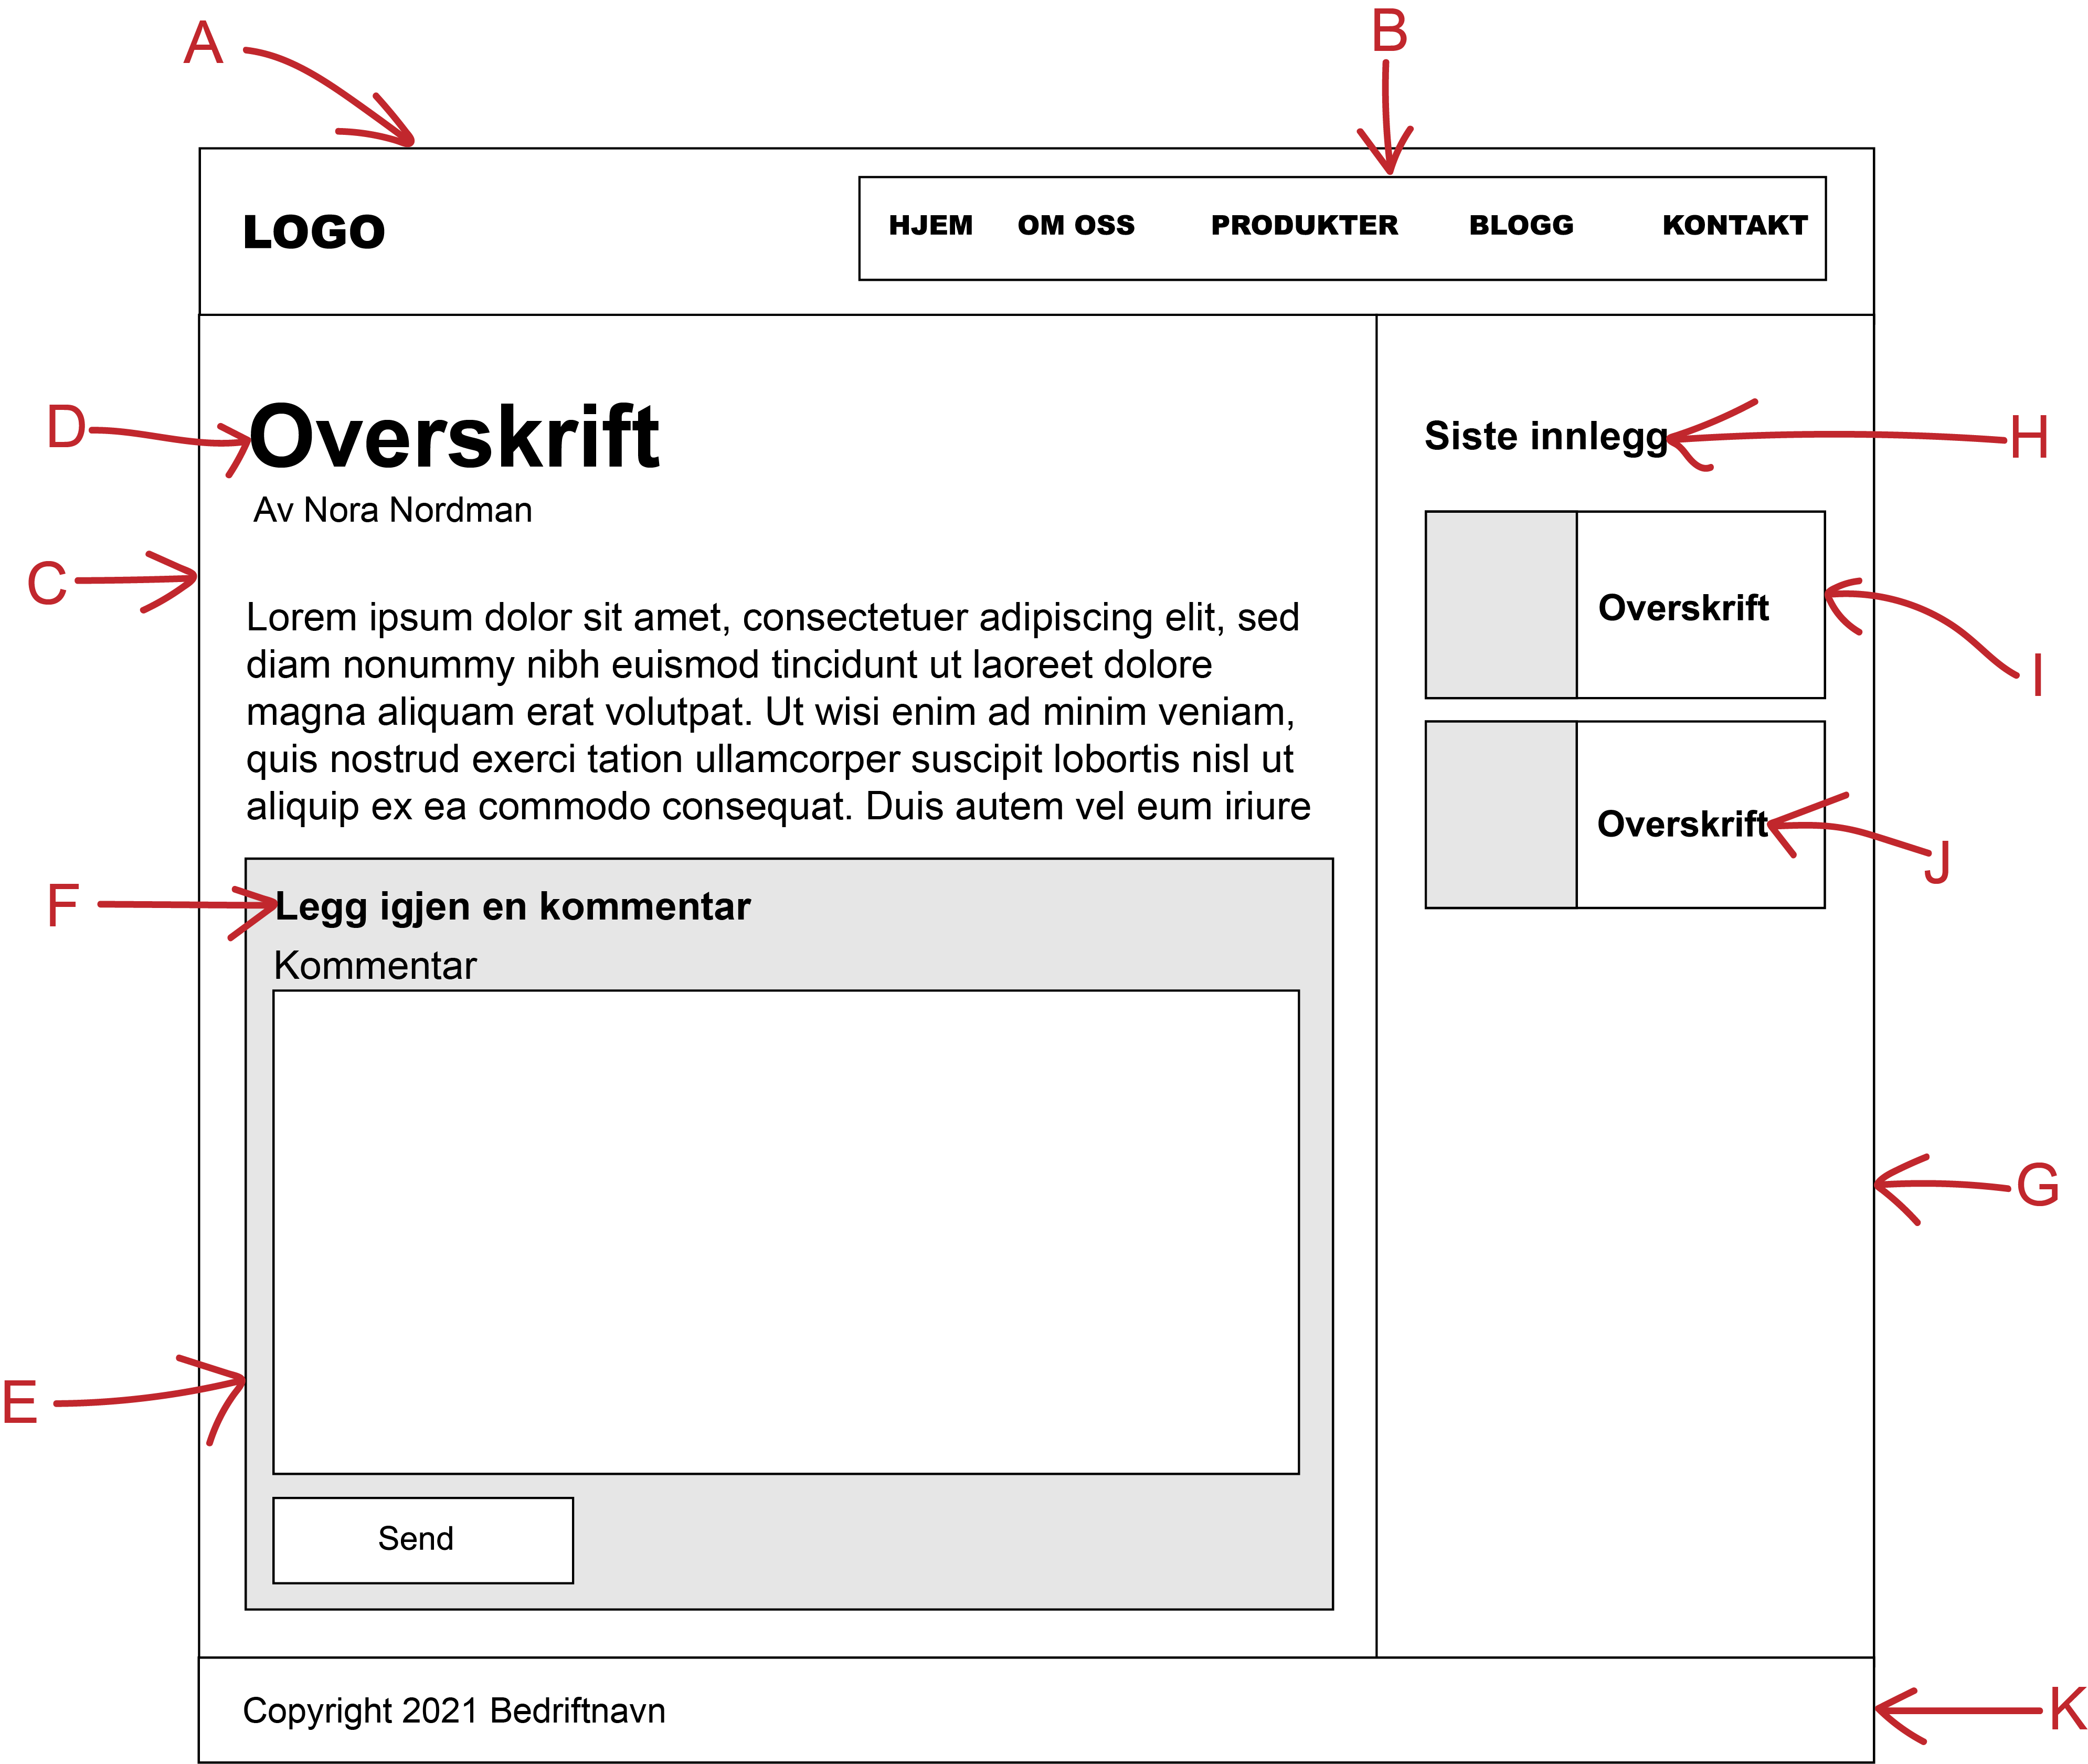 A
B
LOGO
HJEM OM OSS PRODUKTER BLOGG KONTAKT
D
Overskrift
Av Nora Nordman
C
Lorem ipsum dolor sit amet, consectetuer adipiscing elit, sed
diam nonummy nibh euismod tincidunt ut laoreet dolore
magna aliquam erat volutpat. Ut wisi enim ad minim veniam,
quis nostrud exerci tation ullamcorper suscipit lobortis nisl ut
aliquip ex ea commodo consequat. Duis autem vel eum iriure
F
Legg igjen en kommentar
Kommentar
E
Send
Siste innlegg
H
Overskrift
I
Overskrift
J
G
Copyright 2021 Bedriftnavn
K